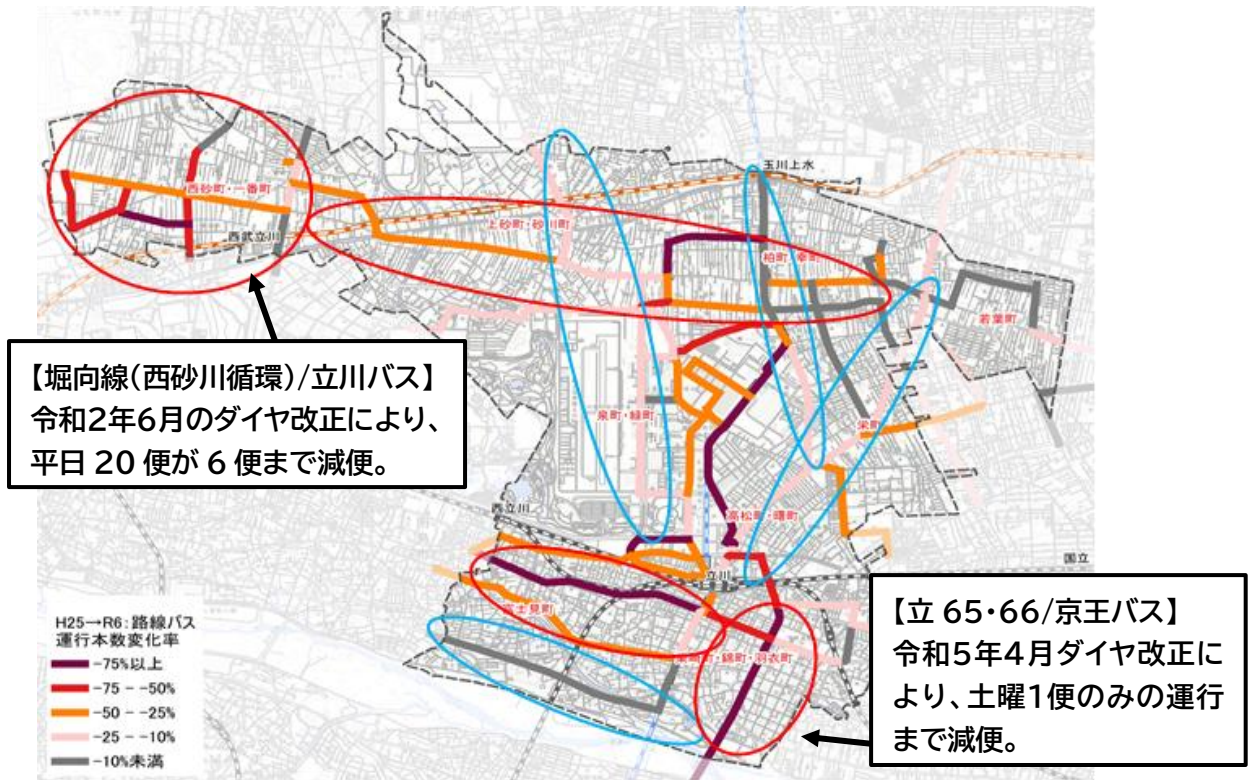 玉川上水
西砂町・一番町
上砂町・砂川町
西武立川
柏町・幸町
若葉町
【堀向線(西砂川循環)/立川バス】
令和2年6月のダイヤ改正により、
平日 20 便が 6 便まで減便。
泉町・緑町
栄町
西立川
高松町・曙町
国立
立川
富士見町
錦町・羽衣町
【立 65・66/京王バス】
令和5年4月ダイヤ改正に
より、土曜1便のみの運行
まで減便。
H25→R6:路線バス
運行本数変化率
-75%以上
-75 - -50%
-50 - -25%
-25 - -10%
-10%未満